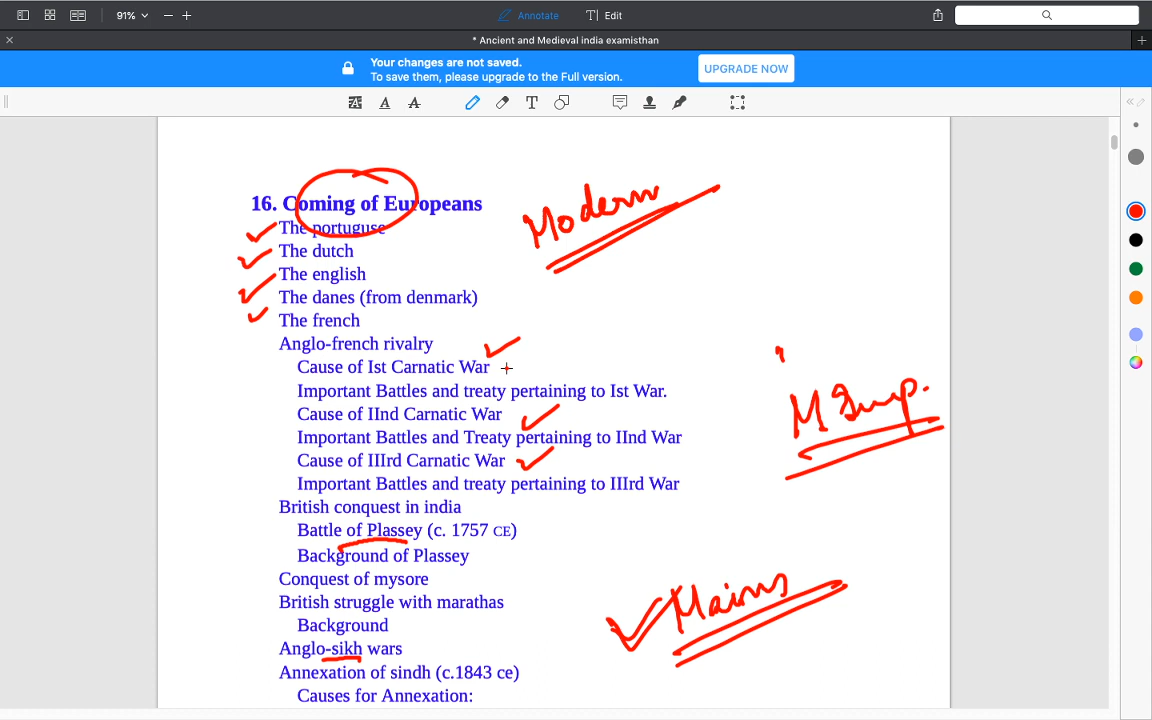 91%
Annotate
Edit
* Ancient and Medieval india examisthan
Your changes are not saved.
To save them, please upgrade to the Full version.
UPGRADE NOW
16. Coming of Europeans
Modern
The portuguse
The dutch
The english
The danes (from denmark)
The french
Anglo-french rivalry
Cause of Ist Carnatic War
Important Battles and treaty pertaining to Ist War.
M Imp.
Cause of IInd Carnatic War
Important Battles and Treaty pertaining to IInd War
Cause of IIIrd Carnatic War
Important Battles and treaty pertaining to IIIrd War
British conquest in india
Battle of Plassey (c. 1757 CE)
Background of Plassey
Conquest of mysore
Mains
British struggle with marathas
Background
Anglo-sikh wars
Annexation of sindh (c.1843 ce)
Causes for Annexation: